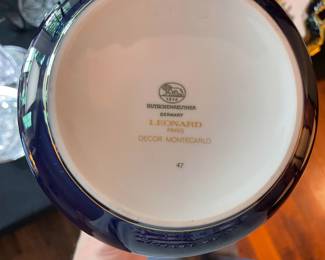 1814
HUTSCHENREUTHER
GERMANY
LEONARD
PARIS
DECOR MONTECARLO
47